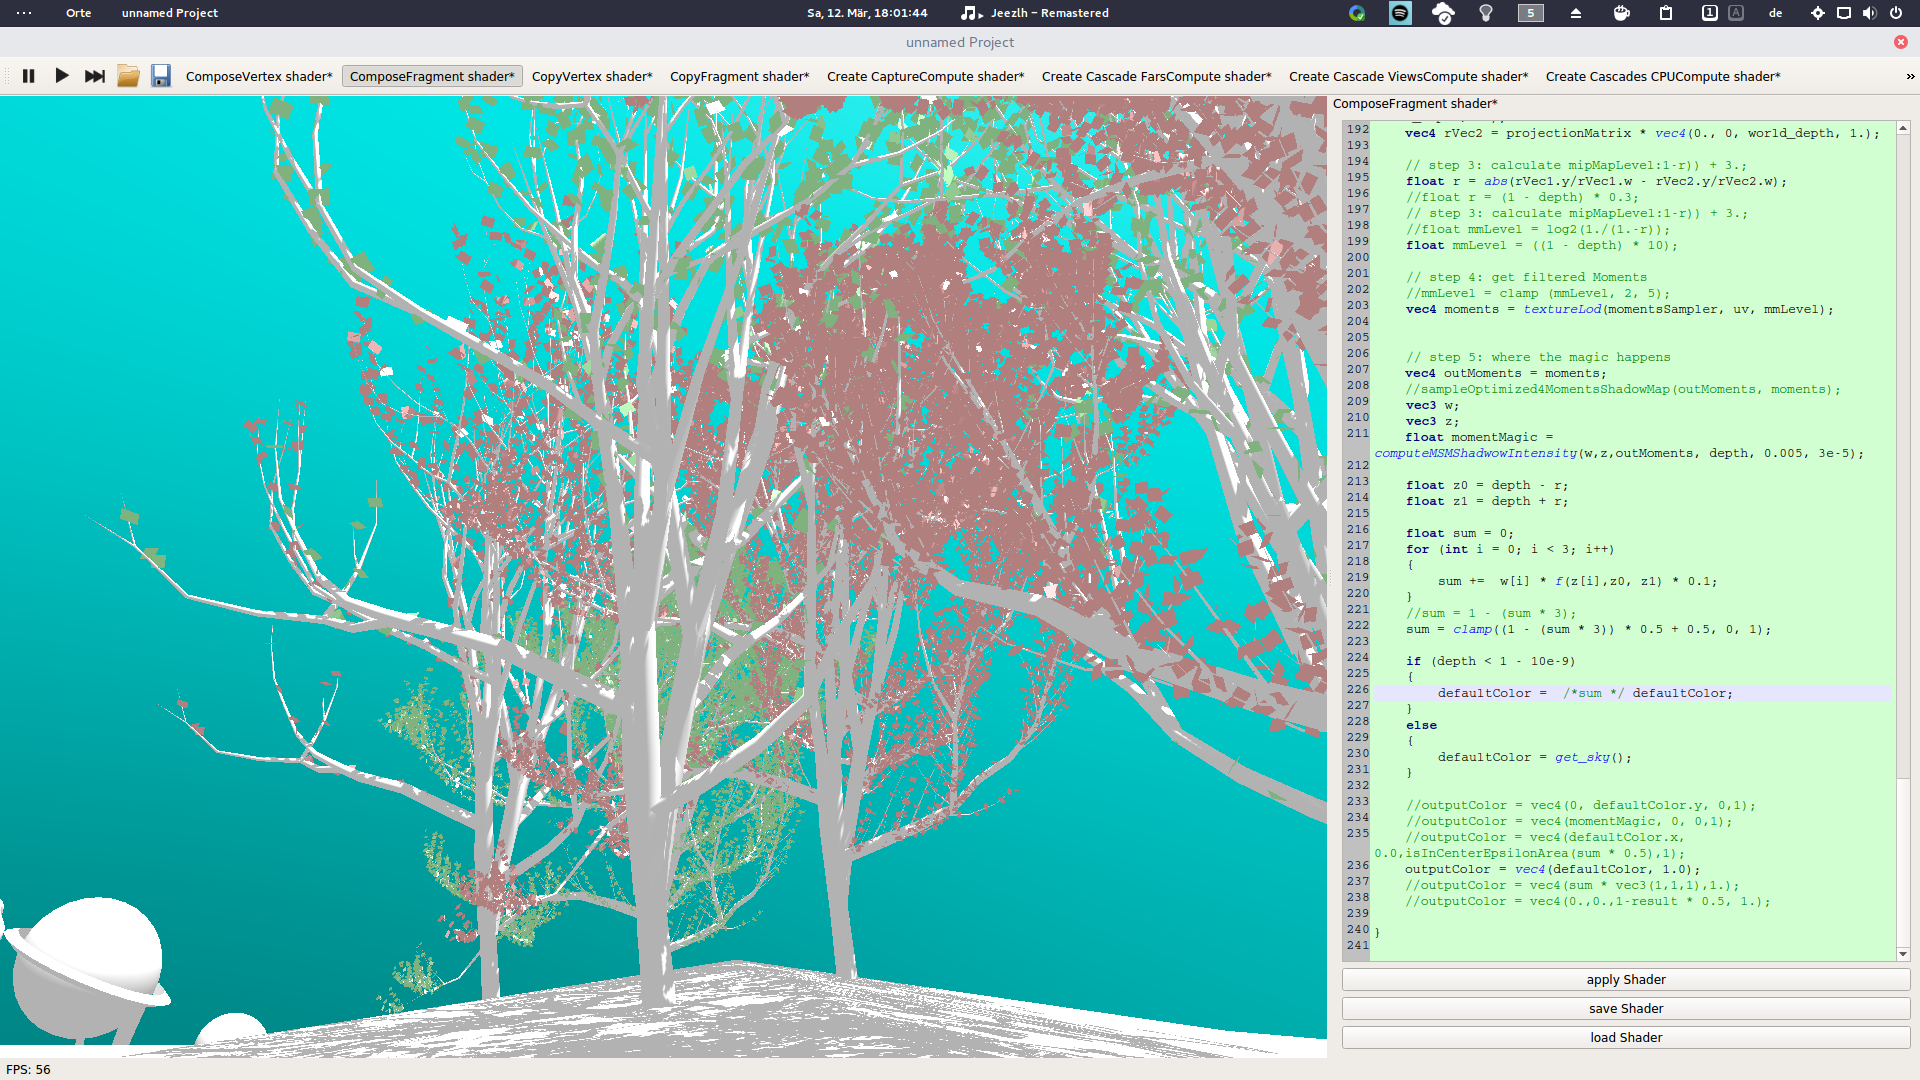 Orte
unnamed Project
Sa, 12. Mär, 18:01:44
Jeezlh – Remastered
5
1
A
de
unnamed Project
ComposeVertex shader*
ComposeFragment shader*
CopyVertex shader*
CopyFragment shader*
Create CaptureCompute shader*
Create Cascade FarsCompute shader*
Create Cascade ViewsCompute shader*
Create Cascades CPUCompute shader*
»
ComposeFragment shader*
192 vec4 rVec2 = projectionMatrix * vec4(0., 0, world_depth, 1.);
193
194 // step 3: calculate mipMapLevel:1-r)) + 3.;
195 float r = abs(rVec1.y/rVec1.w - rVec2.y/rVec2.w);
196 //float r = (1 - depth) * 0.3;
197 // step 3: calculate mipMapLevel:1-r)) + 3.;
198 //float mmLevel = log2(1./(1.-r));
199 float mmLevel = ((1 - depth) * 10);
200
201 // step 4: get filtered Moments
202 //mmLevel = clamp (mmLevel, 2, 5);
203 vec4 moments = textureLod(momentsSampler, uv, mmLevel);
204
205
206 // step 5: where the magic happens
207 vec4 outMoments = moments;
208 //sampleOptimized4MomentsShadowMap(outMoments, moments);
209 vec3 w;
210 vec3 z;
211 float momentMagic =
computeMSMShadwowIntensity(w,z,outMoments, depth, 0.005, 3e-5);
212
213 float z0 = depth - r;
214 float z1 = depth + r;
215
216 float sum = 0;
217 for (int i = 0; i < 3; i++)
218 {
219 sum += w[i] * f(z[i],z0, z1) * 0.1;
220 }
221 //sum = 1 - (sum * 3);
222 sum = clamp((1 - (sum * 3)) * 0.5 + 0.5, 0, 1);
223
224 if (depth < 1 - 10e-9)
225 {
226 defaultColor = /*sum */ defaultColor;
227 }
228 else
229 {
230 defaultColor = get_sky();
231 }
232
233 //outputColor = vec4(0, defaultColor.y, 0,1);
234 //outputColor = vec4(momentMagic, 0, 0,1);
235 //outputColor = vec4(defaultColor.x,
0.0,isInCenterEpsilonArea(sum * 0.5),1);
236 outputColor = vec4(defaultColor, 1.0);
237 //outputColor = vec4(sum * vec3(1,1,1),1.);
238 //outputColor = vec4(0.,0.,1-result * 0.5, 1.);
239
240 }
241
apply Shader
save Shader
load Shader
FPS: 56